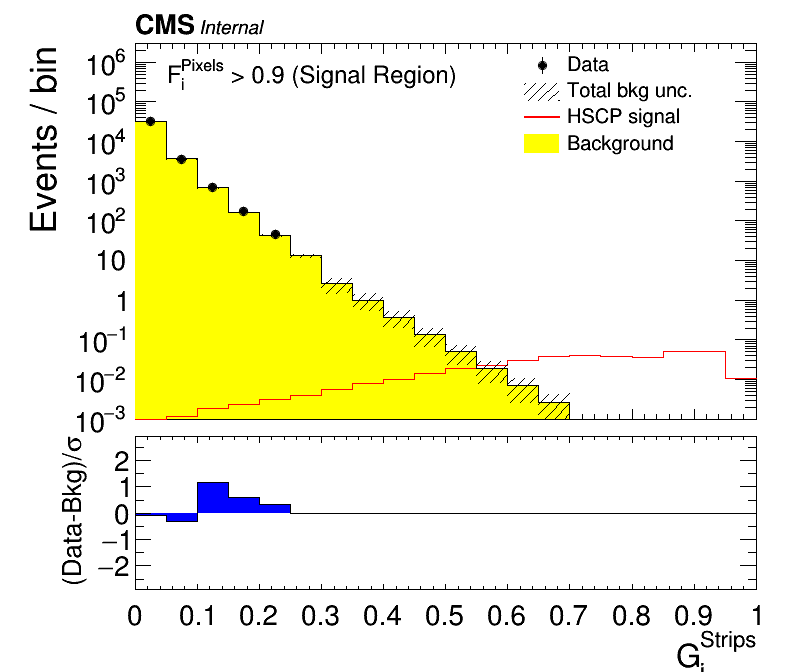 CMS Internal
F_i^Pixels > 0.9 (Signal Region)
Data
Total bkg unc.
HSCP signal
Background
Events / bin
10^6
10^5
10^4
10^3
10^2
10
1
10^−1
10^−2
10^−3
(Data-Bkg)/σ
2
1
0
−1
−2
0 0.1 0.2 0.3 0.4 0.5 0.6 0.7 0.8 0.9 1
G_i^Strips